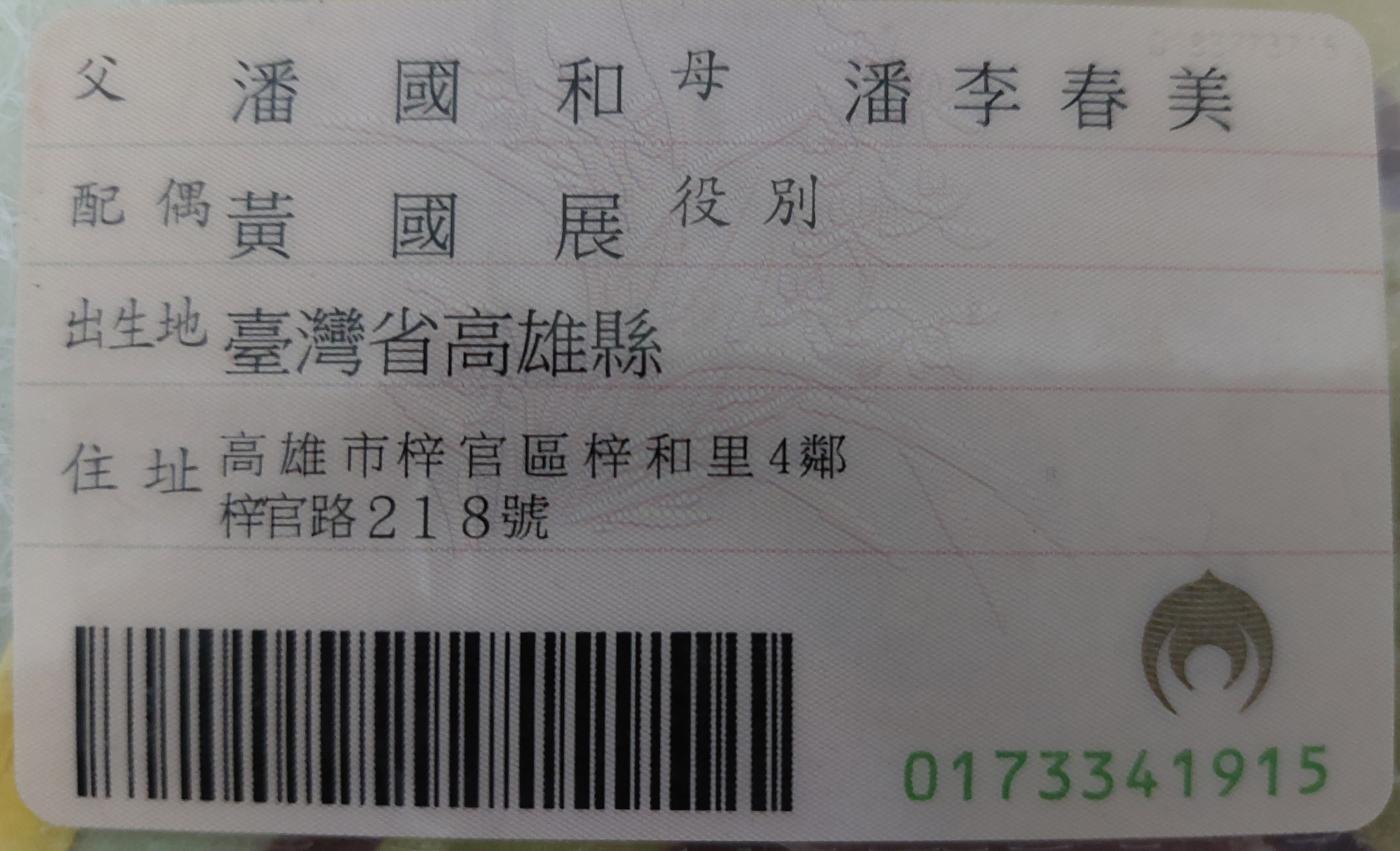 父 潘國和 母 潘李春美
配偶 黃國展 役別
出生地 臺灣省高雄縣
住址 高雄市梓官區梓和里4鄰
梓官路218號
0173341915